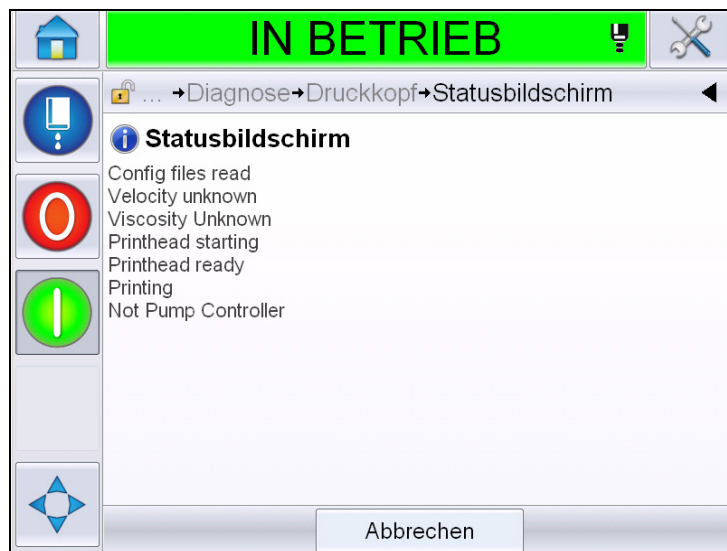 IN BETRIEB
... →Diagnose→Druckkopf→Statusbildschirm
Statusbildschirm
Config files read
Velocity unknown
Viscosity Unknown
Printhead starting
Printhead ready
Printing
Not Pump Controller
Abbrechen